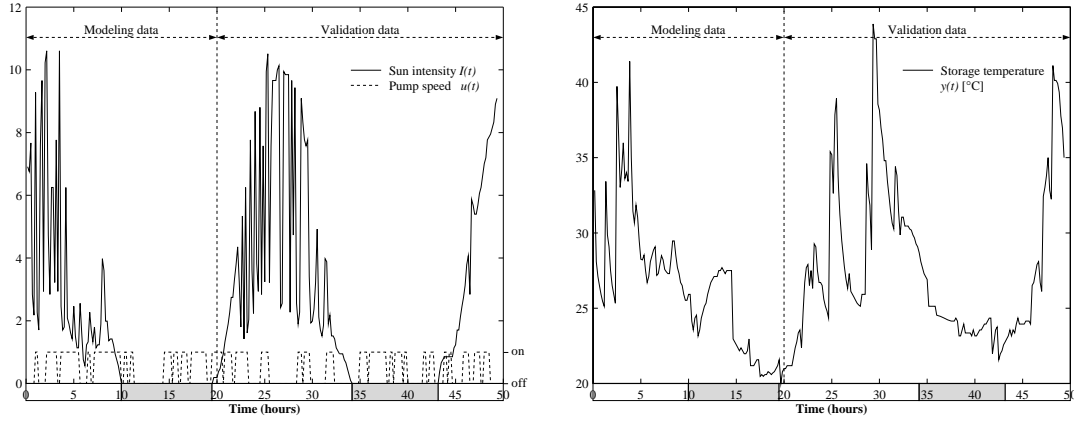 12
10
8
6
4
2
0
Modeling data
Validation data
Sun intensity I(t)
Pump speed u(t)
on
off
0 5 10 15 20 25 30 35 40 45 50
Time (hours)
45
40
35
30
25
20
Modeling data
Validation data
Storage temperature
y(t) [°C]
0 5 10 15 20 25 30 35 40 45 50
Time (hours)